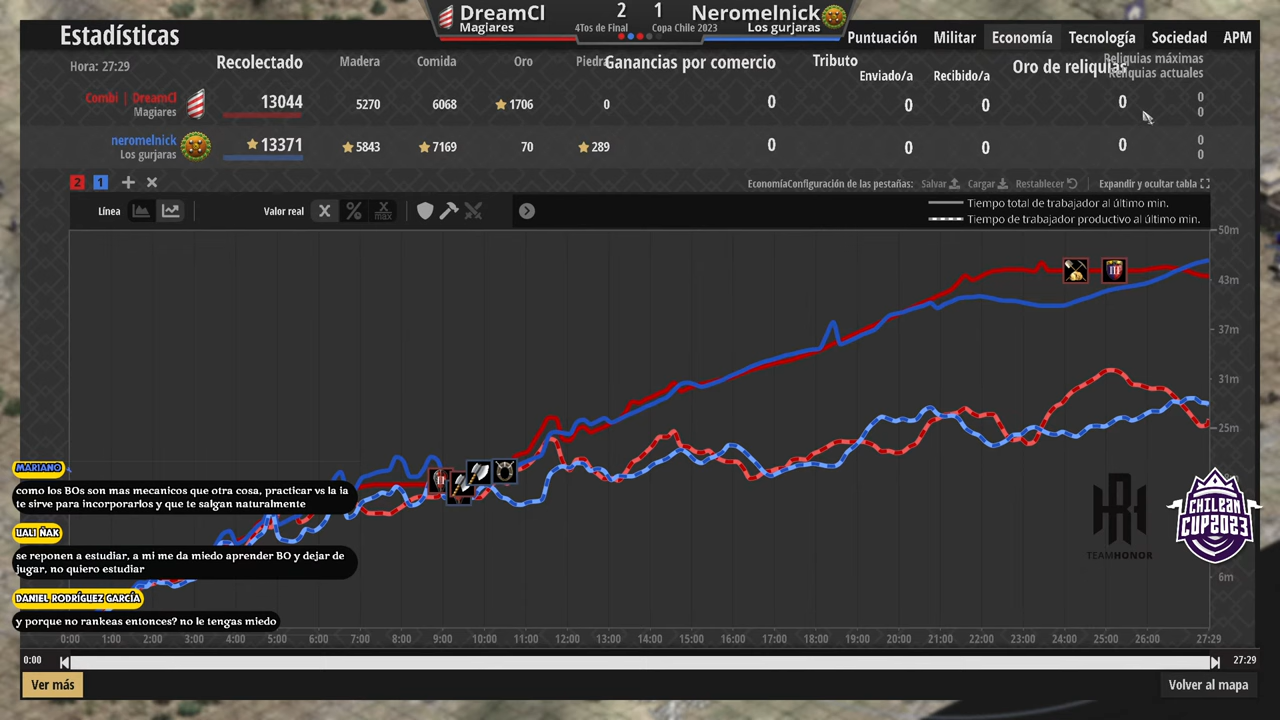 DreamCl
Magiares
2 1
4Tos de Final
Copa Chile 2023
Neromelnick
Los gurjaras
Estadísticas
Puntuación Militar Economía Tecnología Sociedad APM
Hora: 27:29
Recolectado Madera Comida Oro Piedra Ganancias por comercio Tributo
Enviado/a Recibido/a
Oro de reliquias
Reliquias máximas
Reliquias actuales
Combi | DreamCl
Magiares
13044 5270 6068 1706 0 0 0 0 0 0
0
neromelnick
Los gurjaras
13371 5843 7169 70 289 0 0 0 0 0
0
2 1
EconomíaConfiguración de las pestañas: Salvar Cargar Restablecer Expandir y ocultar tabla
Línea Valor real X % X
max
Tiempo total de trabajador al último min.
Tiempo de trabajador productivo al último min.
50m
43m
37m
31m
25m
6m
MARIANO
como los BOs son mas mecanicos que otra cosa, practicar vs la ia
te sirve para incorporarlos y que te salgan naturalmente
UALI ÑAK
se reponen a estudiar, a mi me da miedo aprender BO y dejar de
jugar, no quiero estudiar
DANIEL RODRÍGUEZ GARCÍA
y porque no rankeas entonces? no le tengas miedo
TEAMHONOR
CHILEAN
CUP2023
0:00 1:00 2:00 3:00 4:00 5:00 6:00 7:00 8:00 9:00 10:00 11:00 12:00 13:00 14:00 15:00 16:00 17:00 18:00 19:00 20:00 21:00 22:00 23:00 24:00 25:00 26:00 27:29
0:00 27:29
Ver más
Volver al mapa